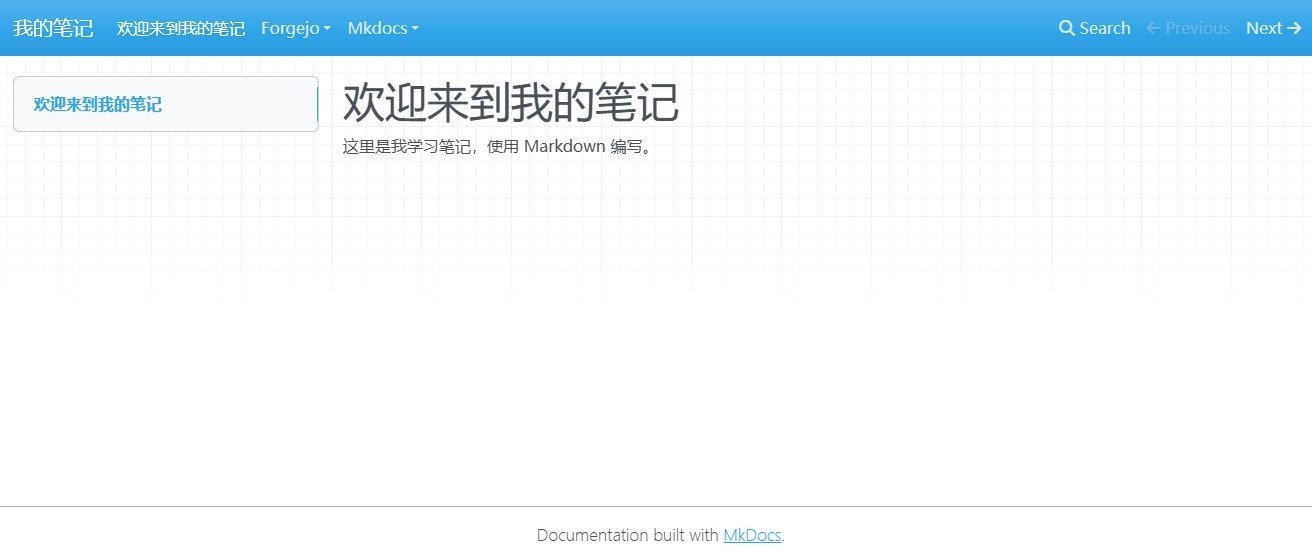 我的笔记 欢迎来到我的笔记 Forgejo Mkdocs Search Previous Next
欢迎来到我的笔记
欢迎来到我的笔记
这里是我学习笔记，使用 Markdown 编写。
Documentation built with MkDocs.